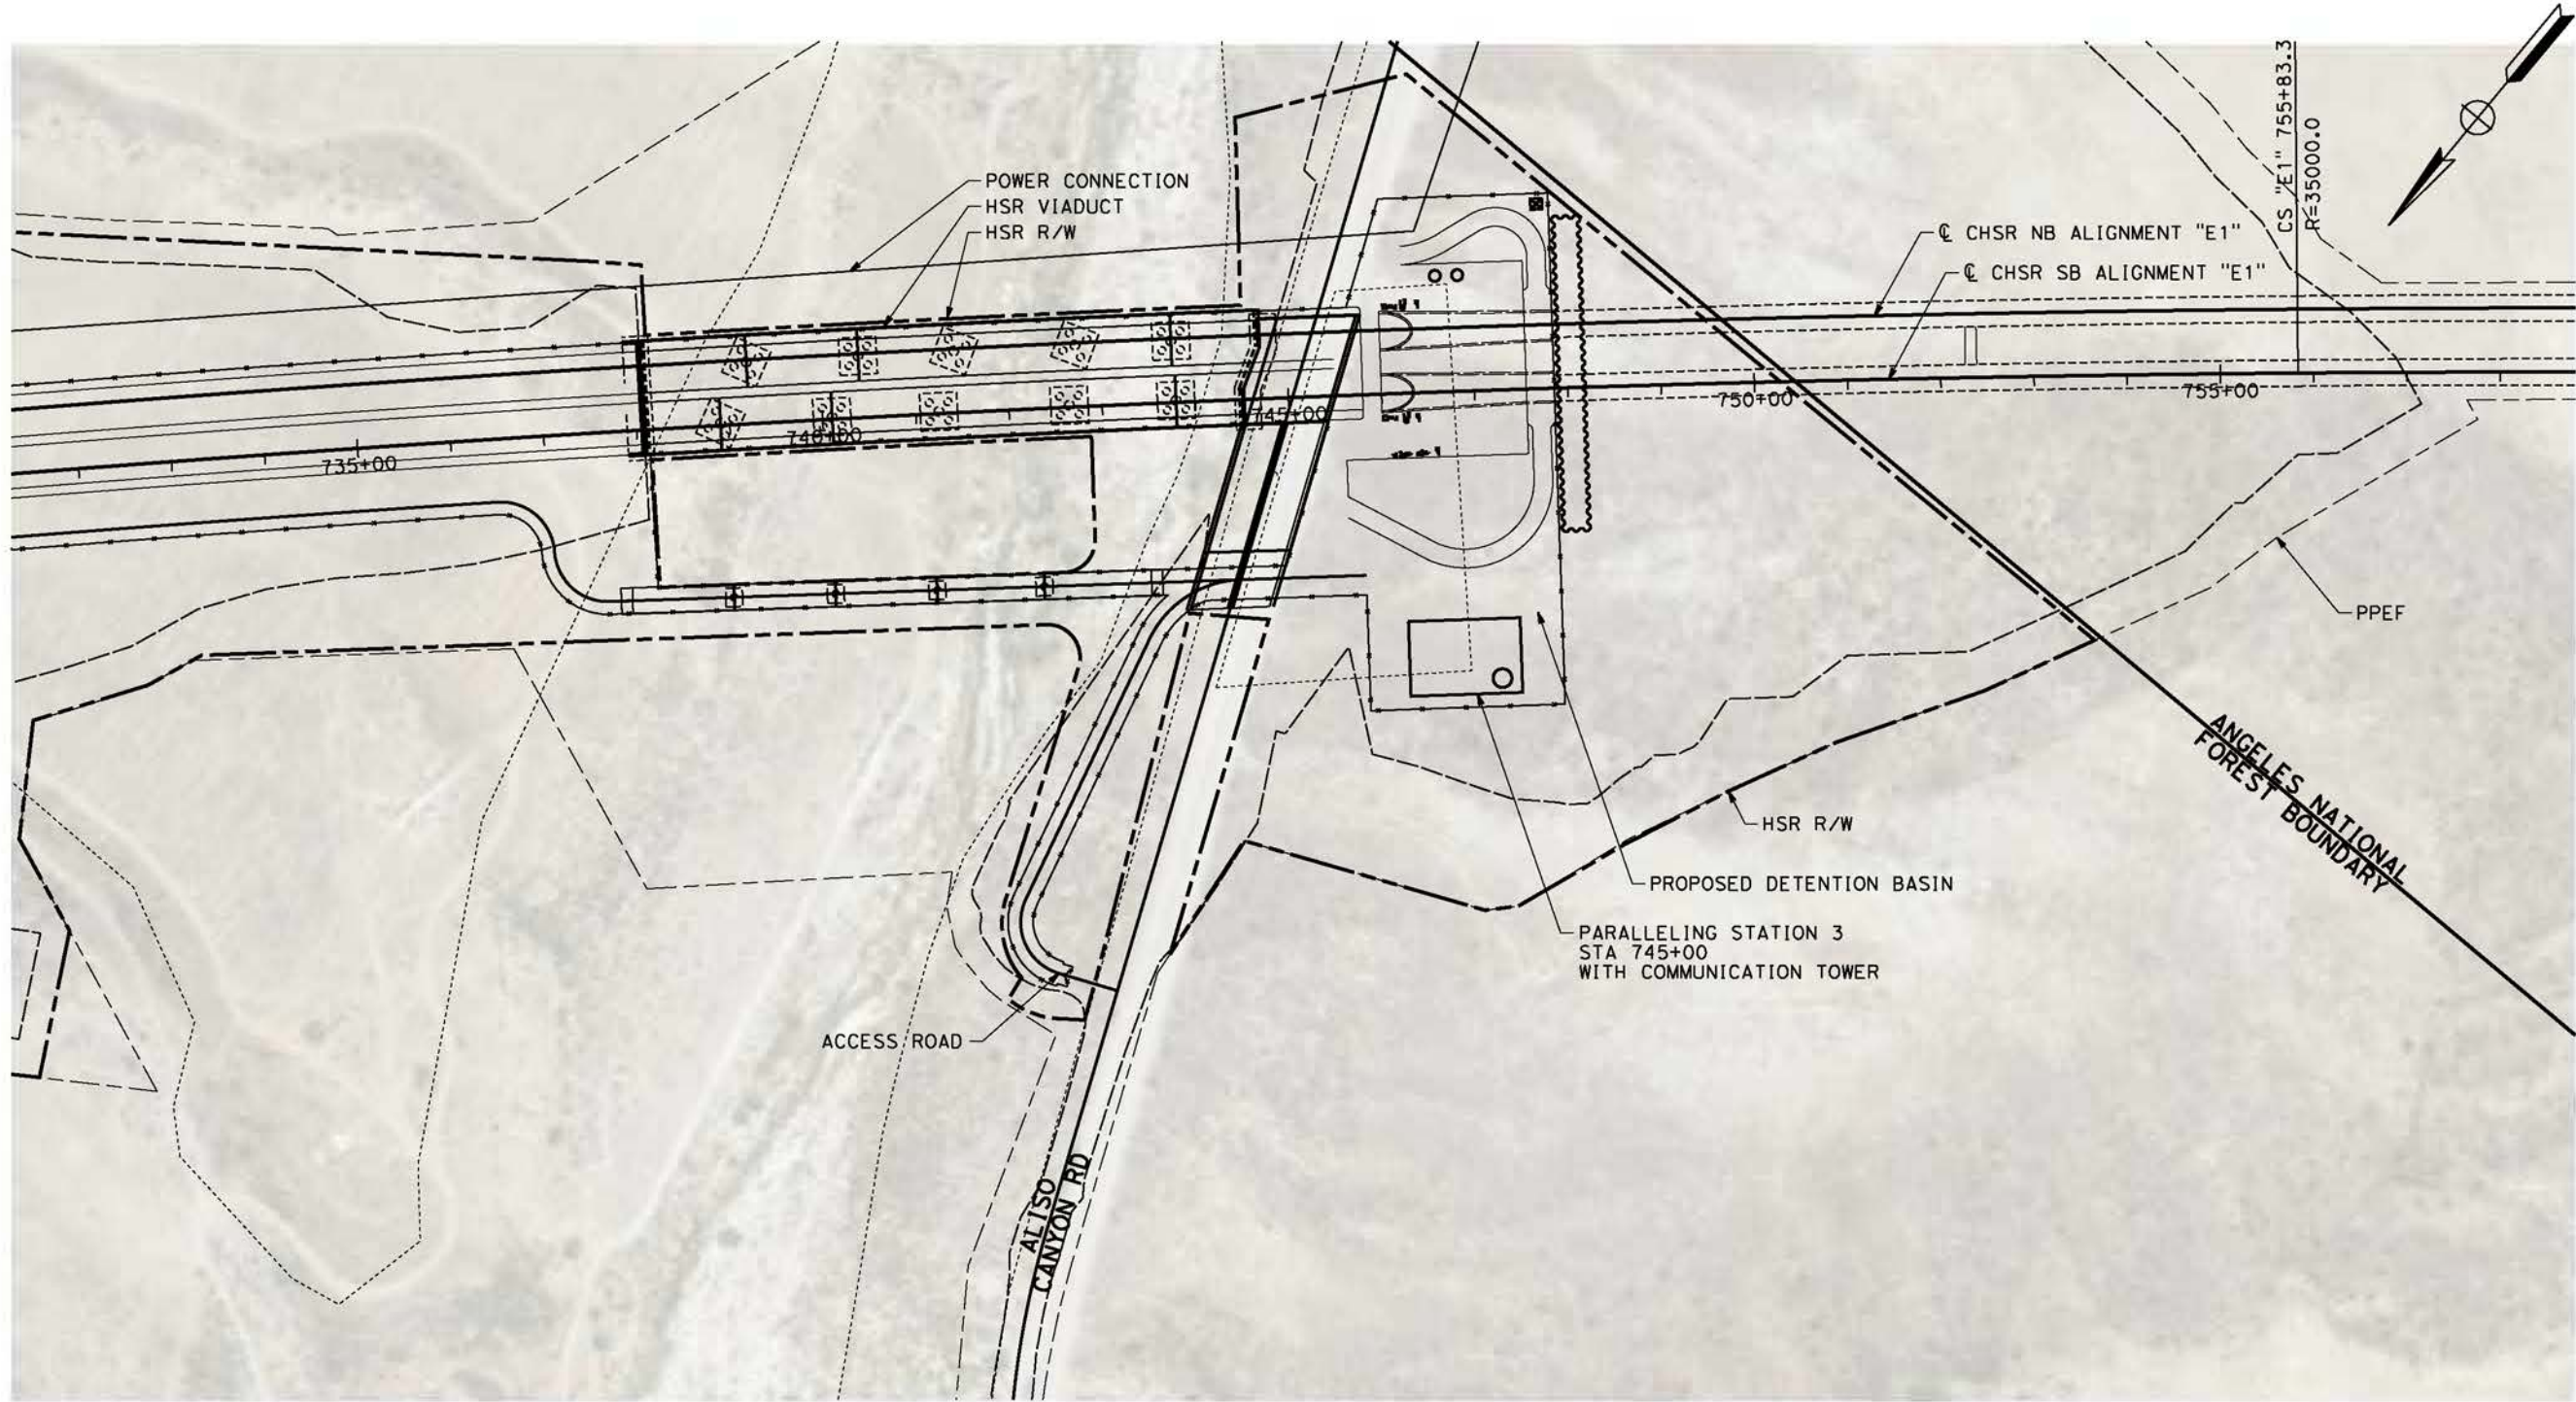 CS "E1" 755+83.3
R=35000.0
POWER CONNECTION
HSR VIADUCT
HSR R/W
℄ CHSR NB ALIGNMENT "E1"
℄ CHSR SB ALIGNMENT "E1"
735+00
740+00
745+00
750+00
755+00
PPEF
ANGELES NATIONAL
FOREST BOUNDARY
HSR R/W
PROPOSED DETENTION BASIN
PARALLELING STATION 3
STA 745+00
WITH COMMUNICATION TOWER
ACCESS ROAD
ALISO
CANYON RD